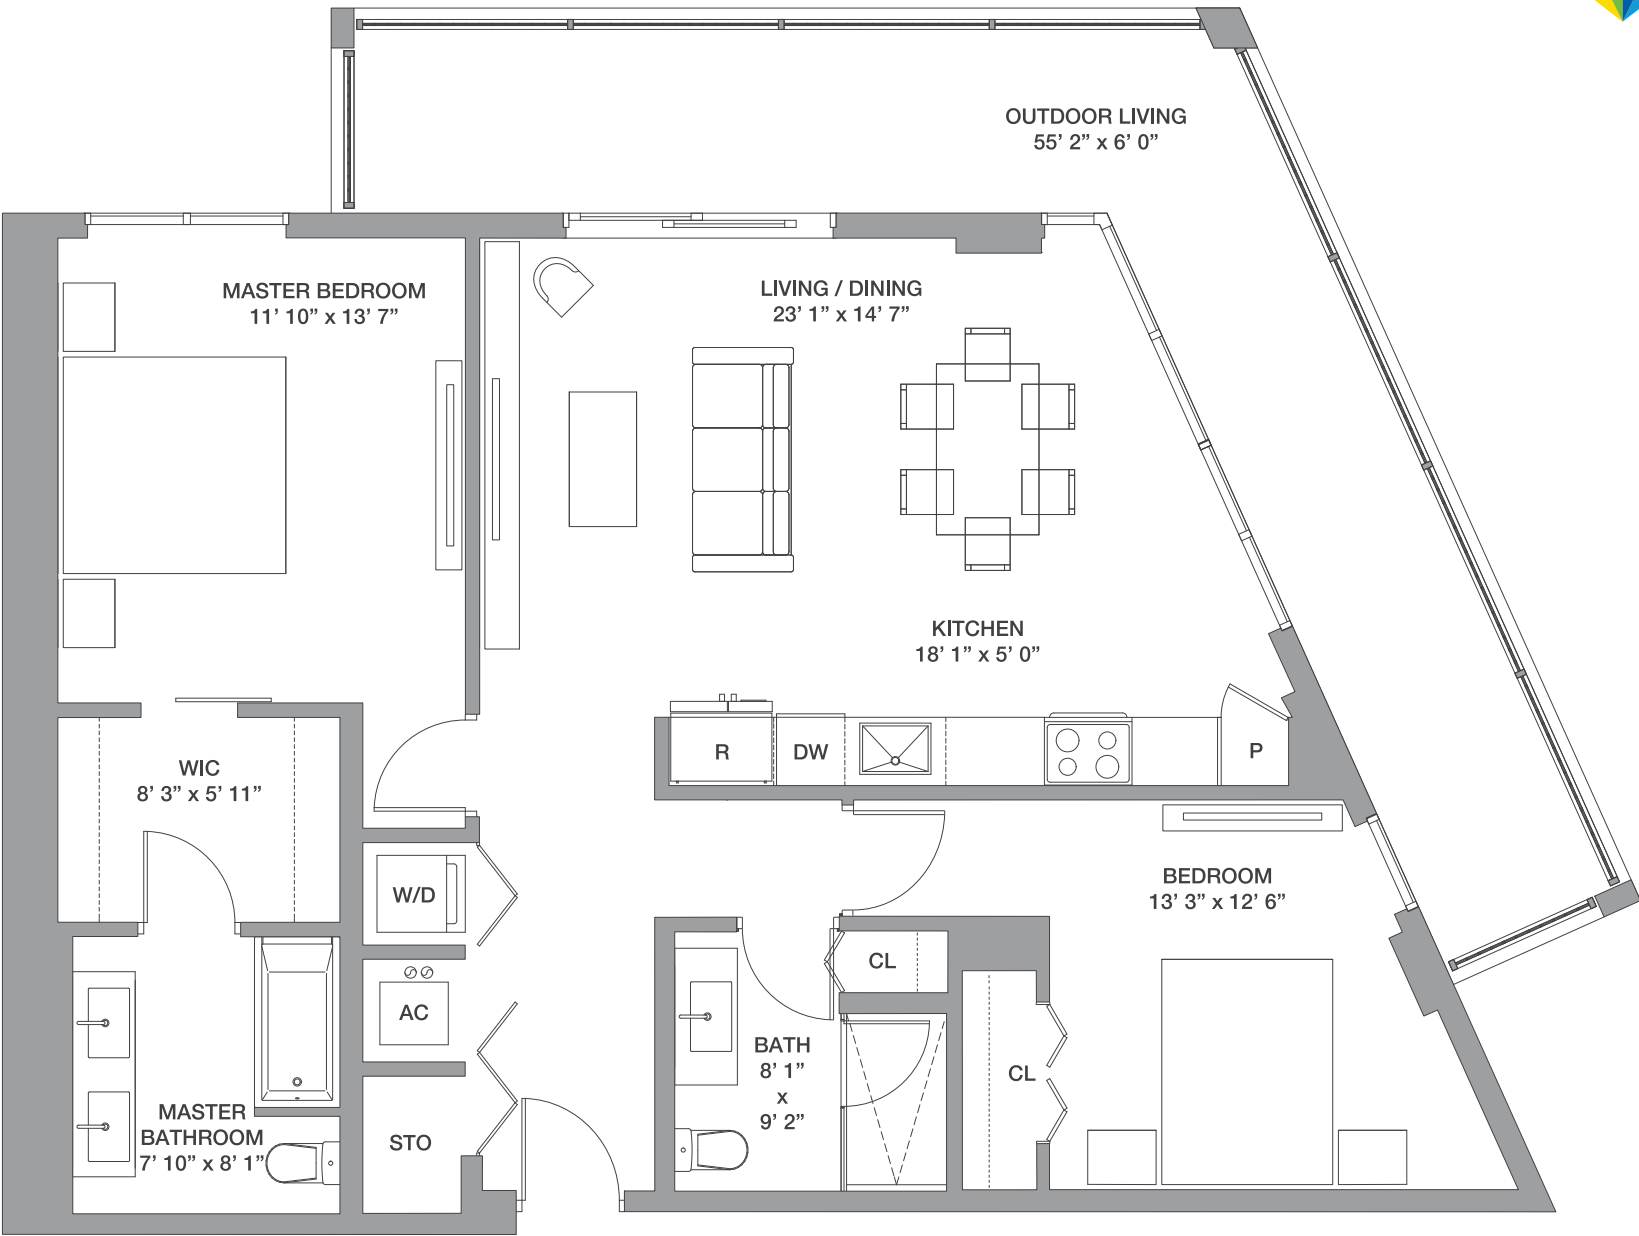 OUTDOOR LIVING
55’ 2” x 6’ 0”
MASTER BEDROOM
11’ 10” x 13’ 7”
LIVING / DINING
23’ 1” x 14’ 7”
KITCHEN
18’ 1” x 5’ 0”
R
DW
P
WIC
8’ 3” x 5’ 11”
W/D
BEDROOM
13’ 3” x 12’ 6”
CL
AC
BATH
8’ 1”
x
9’ 2”
CL
MASTER
BATHROOM
7’ 10” x 8’ 1”
STO